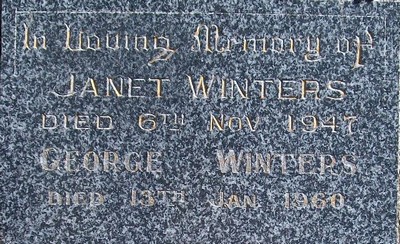 In Loving Memory of
JANET WINTERS
DIED 6TH NOV 1947
GEORGE WINTERS
DIED 13TH JAN 1960